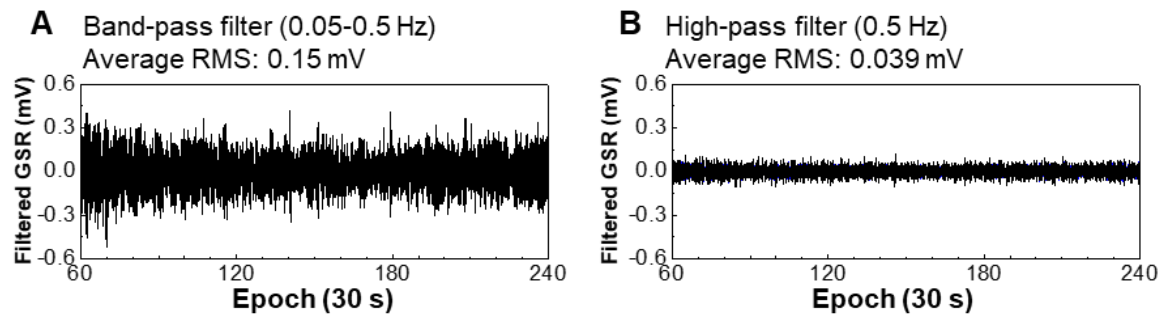 A Band-pass filter (0.05-0.5 Hz)
Average RMS: 0.15 mV
Filtered GSR (mV)
0.6
0.3
0.0
-0.3
-0.6
60 120 180 240
Epoch (30 s)
B High-pass filter (0.5 Hz)
Average RMS: 0.039 mV
Filtered GSR (mV)
0.6
0.3
0.0
-0.3
-0.6
60 120 180 240
Epoch (30 s)